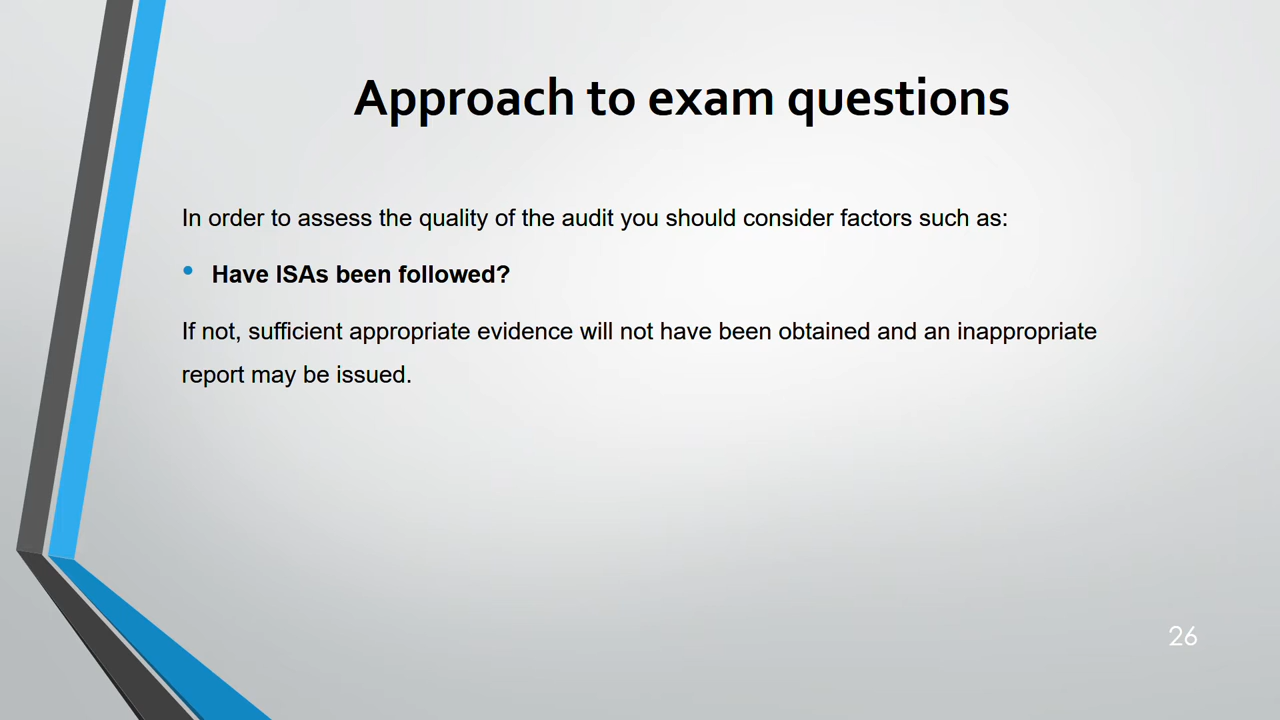 Approach to exam questions
In order to assess the quality of the audit you should consider factors such as:
• Have ISAs been followed?
If not, sufficient appropriate evidence will not have been obtained and an inappropriate
report may be issued.
26